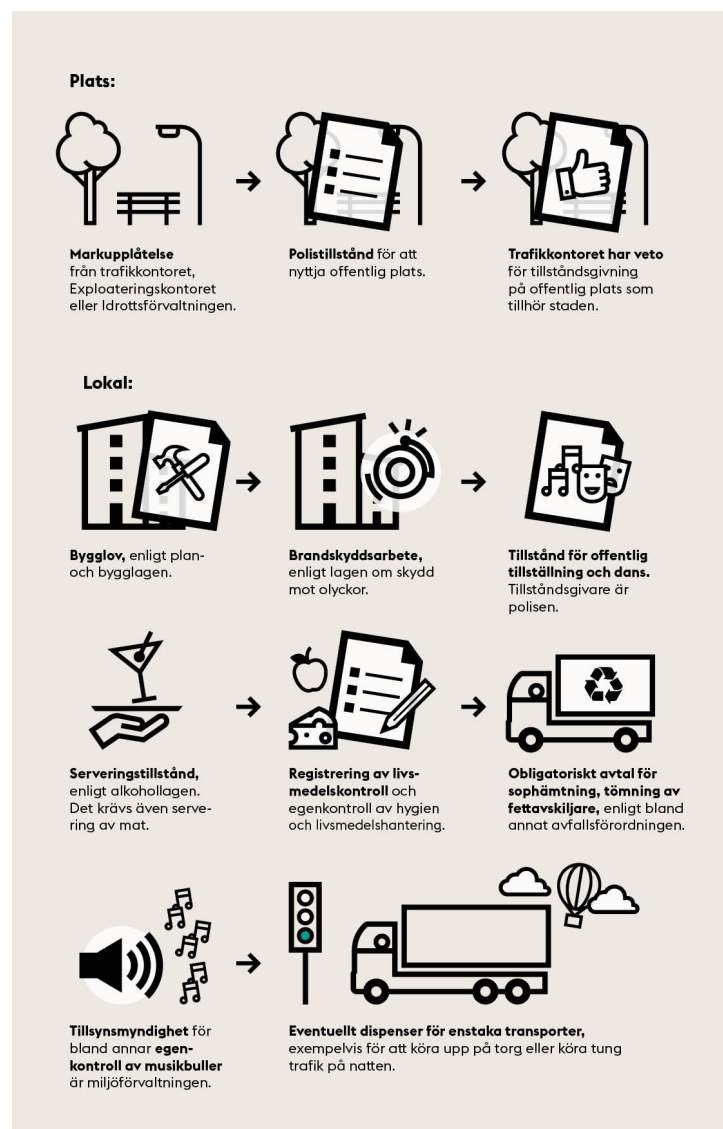 Plats:
Markupplåtelse
från trafikkontoret,
Exploateringskontoret
eller Idrottsförvaltningen.
Polistillstånd för att
nyttja offentlig plats.
Trafikkontoret har veto
för tillståndsgivning
på offentlig plats som
tillhör staden.
Lokal:
Bygglov, enligt plan-
och bygglagen.
Brandskyddsarbete,
enligt lagen om skydd
mot olyckor.
Tillstånd för offentlig
tillställning och dans.
Tillståndsgivare är
polisen.
Serveringstillstånd,
enligt alkohollagen.
Det krävs även serve-
ring av mat.
Registrering av livs-
medelskontroll och
egenkontroll av hygien
och livsmedelshantering.
Obligatoriskt avtal för
sophämtning, tömning av
fettavskiljare, enligt bland
annat avfallsförordningen.
Tillsynsmyndighet för
bland annar egen-
kontroll av musikbuller
är miljöförvaltningen.
Eventuellt dispenser för enstaka transporter,
exempelvis för att köra upp på torg eller köra tung
trafik på natten.